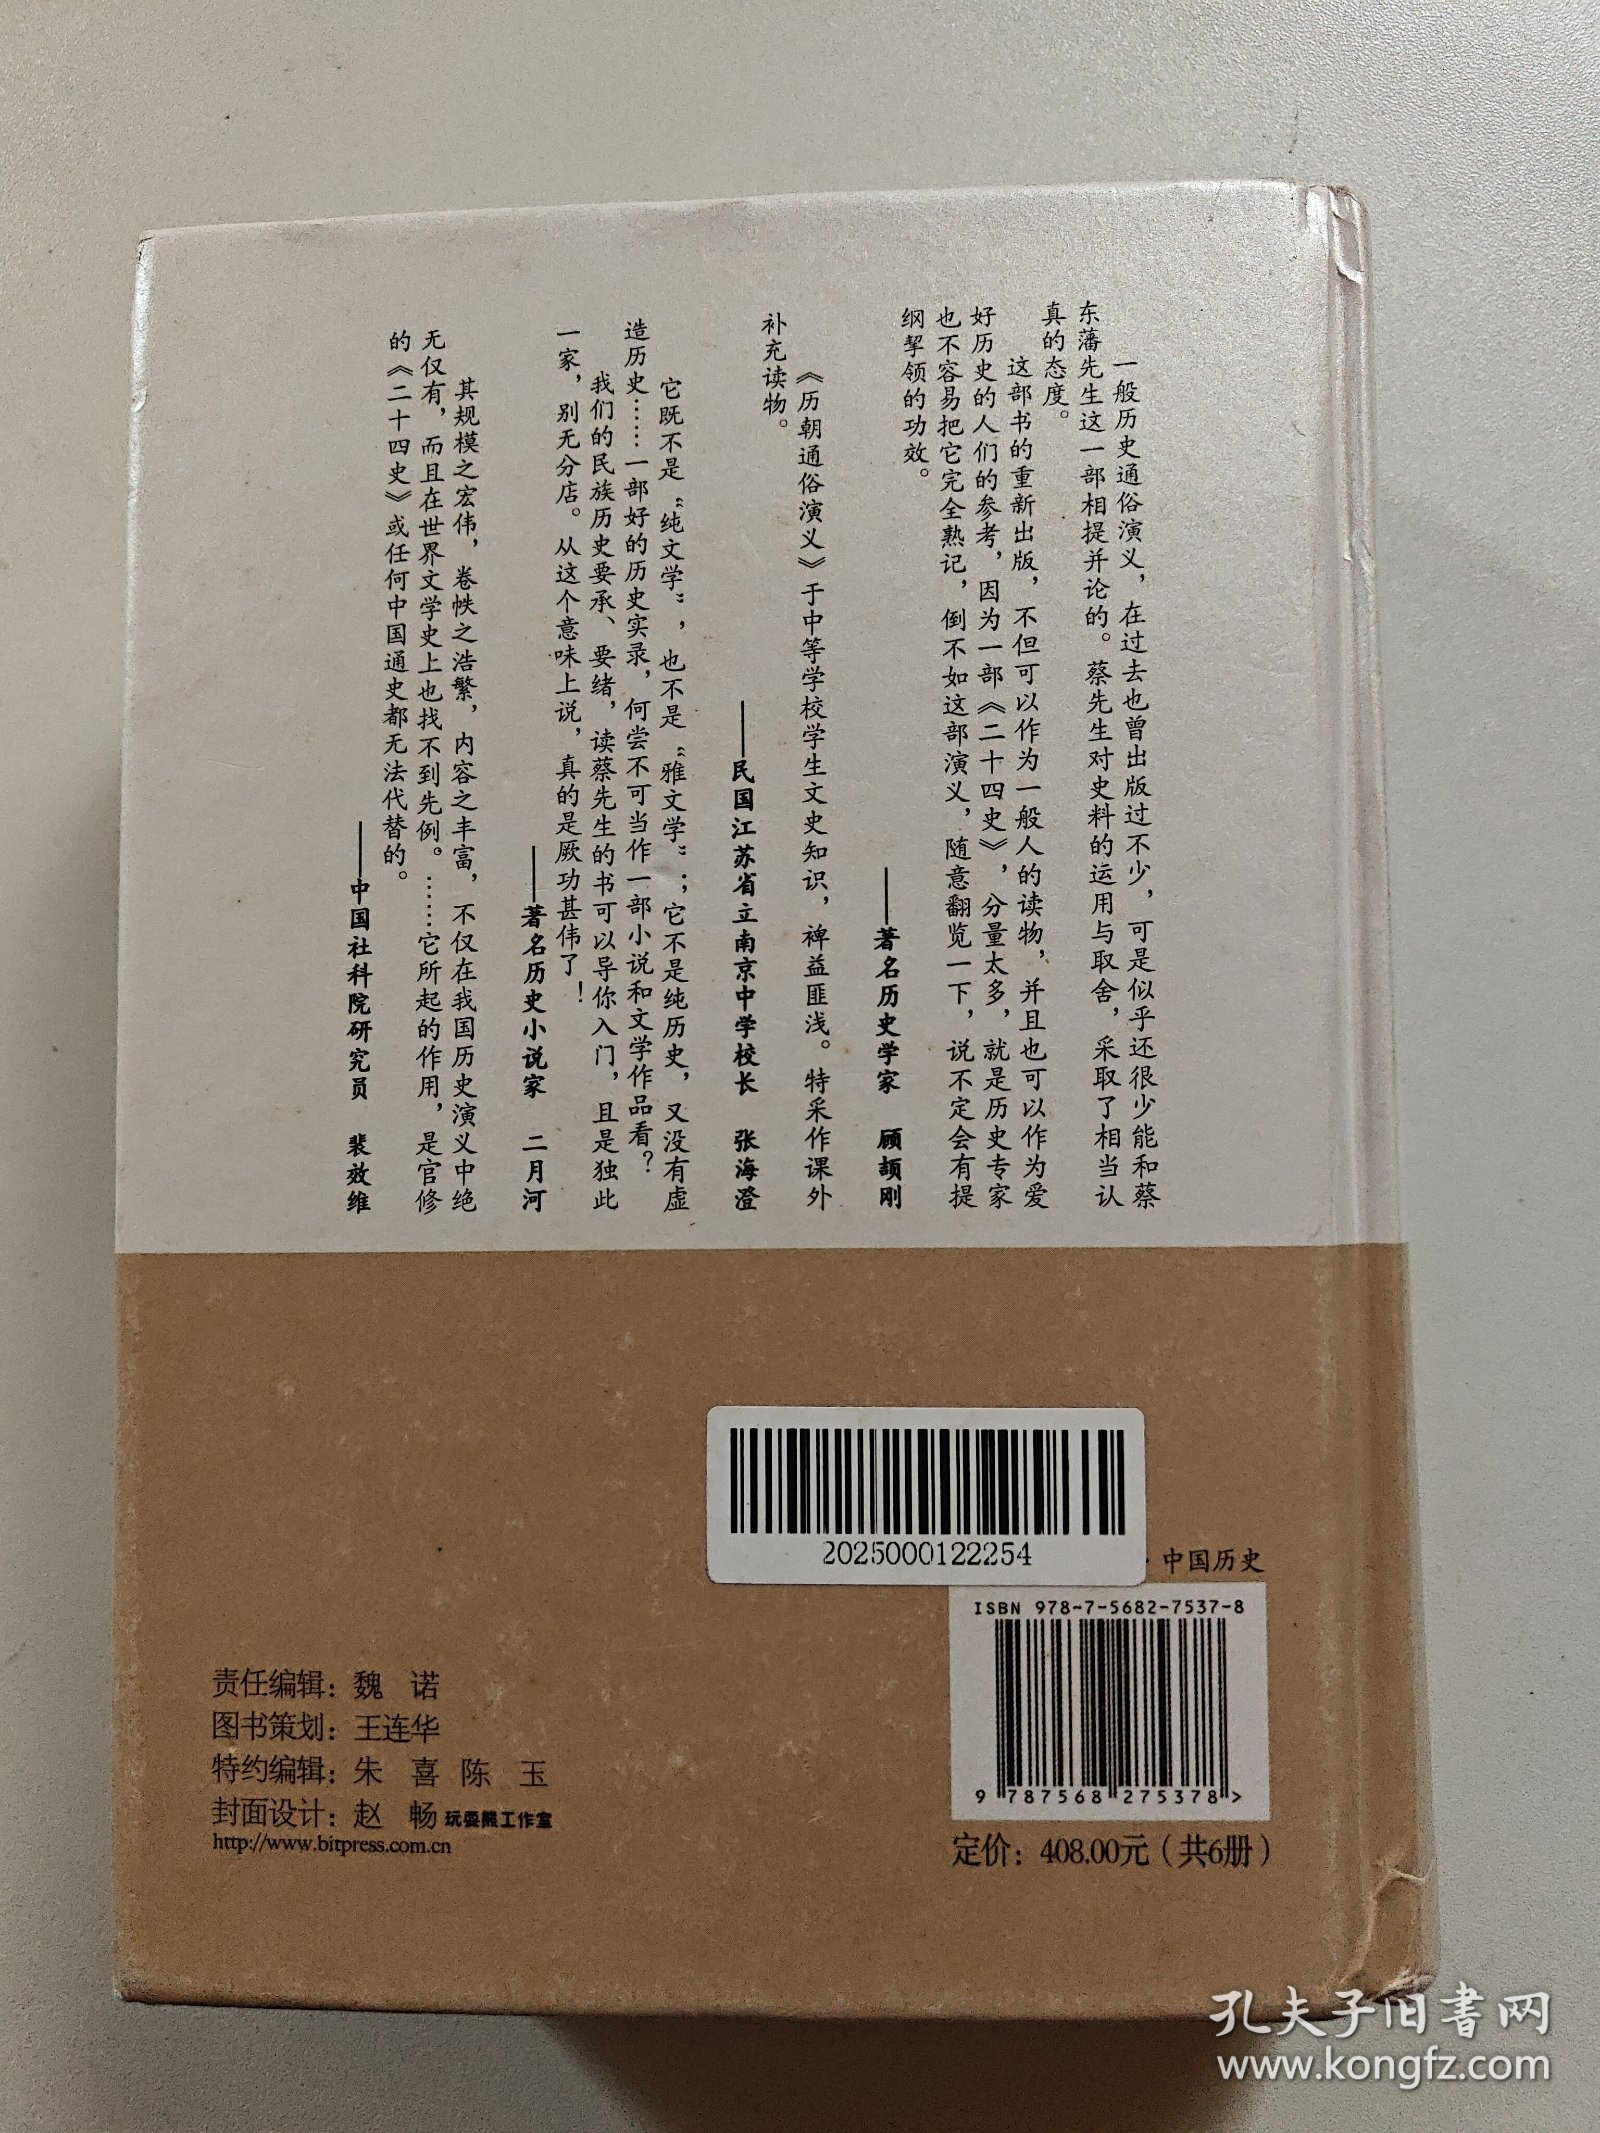 一般历史通俗演义，在过去也曾出版过不少，可是似乎还很少能和蔡
东藩先生这一部相提并论的。蔡先生对史料的运用与取舍，采取了相当认
真的态度。
这部书的重新出版，不但可以作为一般人的读物，并且也可以作为爱
好历史的人们的参考，因为一部《二十四史》，分量太多，就是历史专家
也不容易把它完全熟记，倒不如这部演义，随意翻览一下，说不定会有提
纲挈领的功效。
——著名历史学家 顾颉刚
《历朝通俗演义》于中等学校学生文史知识，裨益匪浅。特采作课外
补充读物。
——民国江苏省立南京中学校长 张海澄
它既不是“纯文学”，也不是“雅文学”；它不是纯历史，又没有虚
造历史……一部好的历史实录，何尝不可当作一部小说和文学作品看？
我们的民族历史要承、要绪，读蔡先生的书可以导你入门，且是独此
一家，别无分店。从这个意味上说，真的是厥功甚伟了！
——著名历史小说家 二月河
其规模之宏伟，卷帙之浩繁，内容之丰富，不仅在我国历史演义中绝
无仅有，而且在世界文学史上也找不到先例。……它所起的作用，是官修
的《二十四史》或任何中国通史都无法代替的。
——中国社科院研究员 裴效维
2025000122254
中国历史
ISBN 978-7-5682-7537-8
9 787568 275378 >
定价：408.00元（共6册）
责任编辑：魏 诺
图书策划：王连华
特约编辑：朱 喜 陈 玉
封面设计：赵 畅 玩耍熊工作室
http://www.bitpress.com.cn
孔夫子旧书网
www.kongfz.com